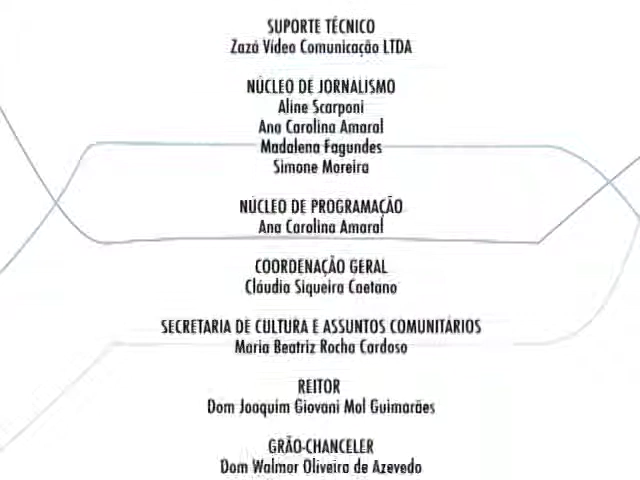 SUPORTE TÉCNICO
Zazá Vídeo Comunicação LTDA
NÚCLEO DE JORNALISMO
Aline Scarponi
Ana Carolina Amaral
Madalena Fagundes
Simone Moreira
NÚCLEO DE PROGRAMAÇÃO
Ana Carolina Amaral
COORDENAÇÃO GERAL
Cláudia Siqueira Caetano
SECRETARIA DE CULTURA E ASSUNTOS COMUNITÁRIOS
Maria Beatriz Rocha Cardoso
REITOR
Dom Joaquim Giovani Mol Guimarães
GRÃO-CHANCELER
Dom Walmor Oliveira de Azevedo